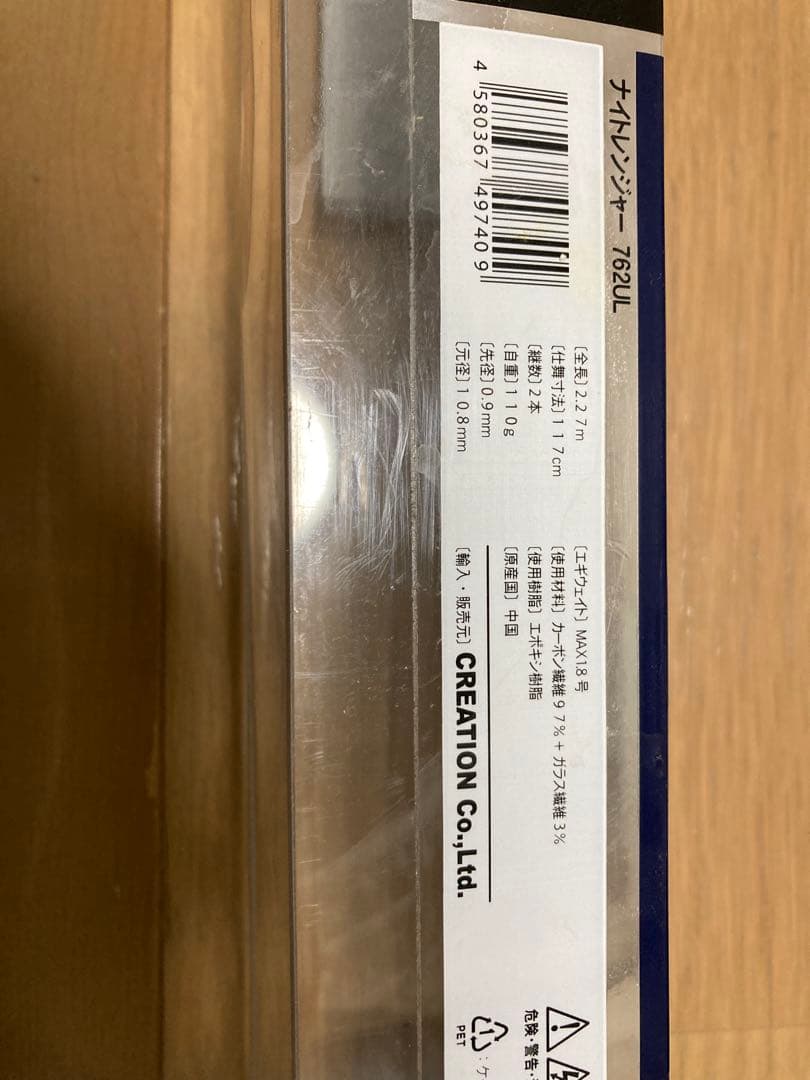 ナイトレンジャー 762UL
4 580367 497409
〔全長〕2.27m
〔仕舞寸法〕117cm
〔継数〕2本
〔自重〕110g
〔先径〕0.9mm
〔元径〕10.8mm
〔エギウェイト〕MAX1.8号
〔使用材料〕カーボン繊維97%+ガラス繊維3%
〔使用樹脂〕エポキシ樹脂
〔原産国〕中国
〔輸入・販売元〕CREATION Co.,Ltd.
危険・警告・
1
PET
:ケ